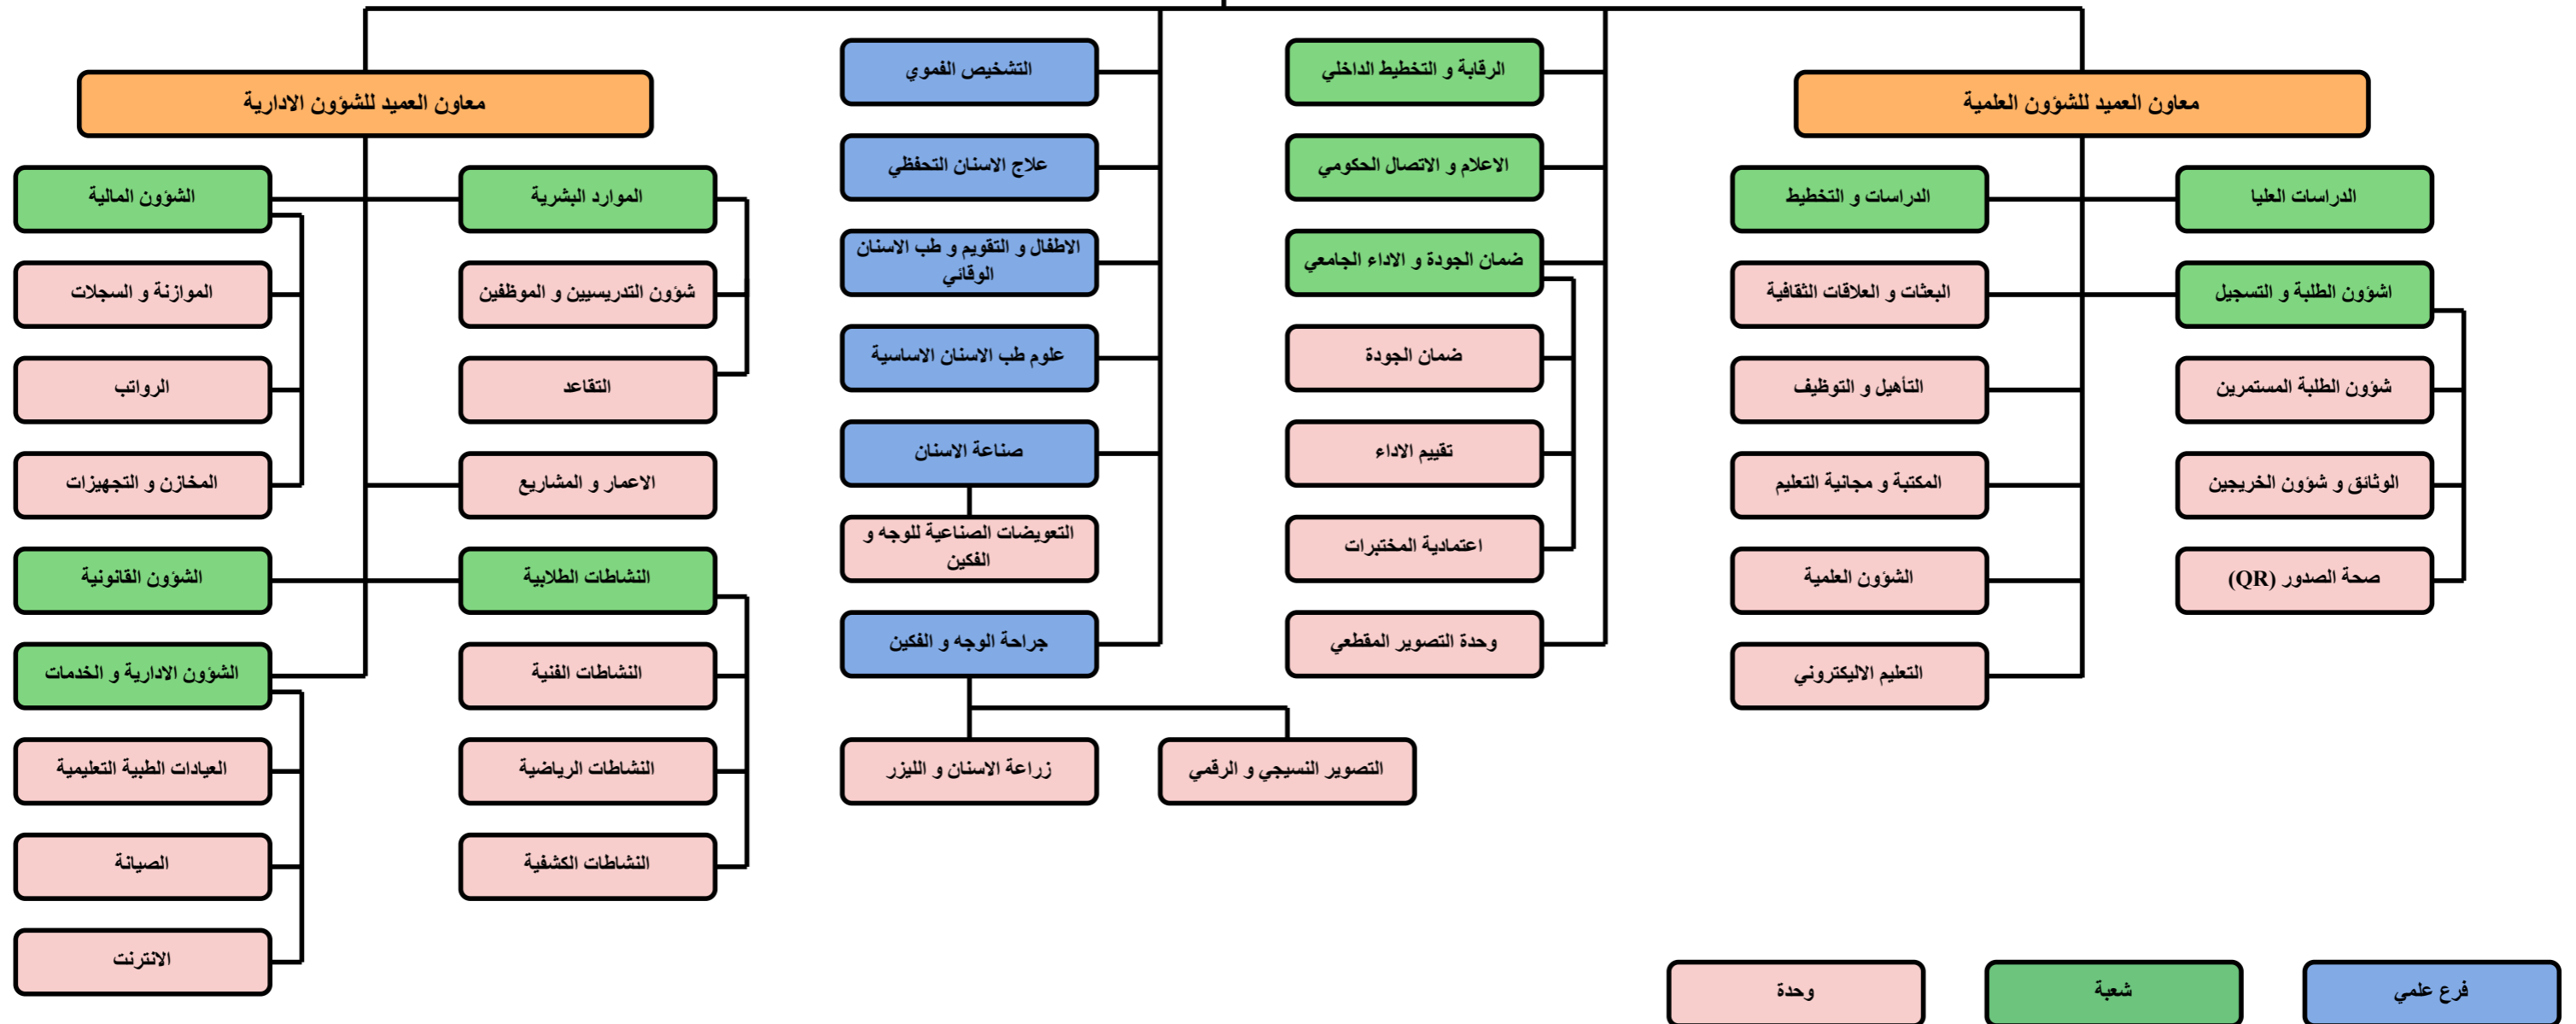 معاون العميد للشؤون العلمية
الدراسات العليا
الدراسات و التخطيط
اشؤون الطلبة و التسجيل
البعثات و العلاقات الثقافية
شؤون الطلبة المستمرين
التأهيل و التوظيف
الوثائق و شؤون الخريجين
المكتبة و مجانية التعليم
صحة الصدور (QR)
الشؤون العلمية
التعليم الاليكتروني
الرقابة و التخطيط الداخلي
الاعلام و الاتصال الحكومي
ضمان الجودة و الاداء الجامعي
ضمان الجودة
تقييم الاداء
اعتمادية المختبرات
وحدة التصوير المقطعي
التشخيص الفموي
علاج الاسنان التحفظي
الاطفال و التقويم و طب الاسنان
الوقائي
علوم طب الاسنان الاساسية
صناعة الاسنان
التعويضات الصناعية للوجه و
الفكين
جراحة الوجه و الفكين
التصوير النسيجي و الرقمي
زراعة الاسنان و الليزر
معاون العميد للشؤون الادارية
الموارد البشرية
الشؤون المالية
شؤون التدريسيين و الموظفين
الموازنة و السجلات
التقاعد
الرواتب
الاعمار و المشاريع
المخازن و التجهيزات
النشاطات الطلابية
الشؤون القانونية
النشاطات الفنية
الشؤون الادارية و الخدمات
النشاطات الرياضية
العيادات الطبية التعليمية
النشاطات الكشفية
الصيانة
الانترنت
فرع علمي
شعبة
وحدة